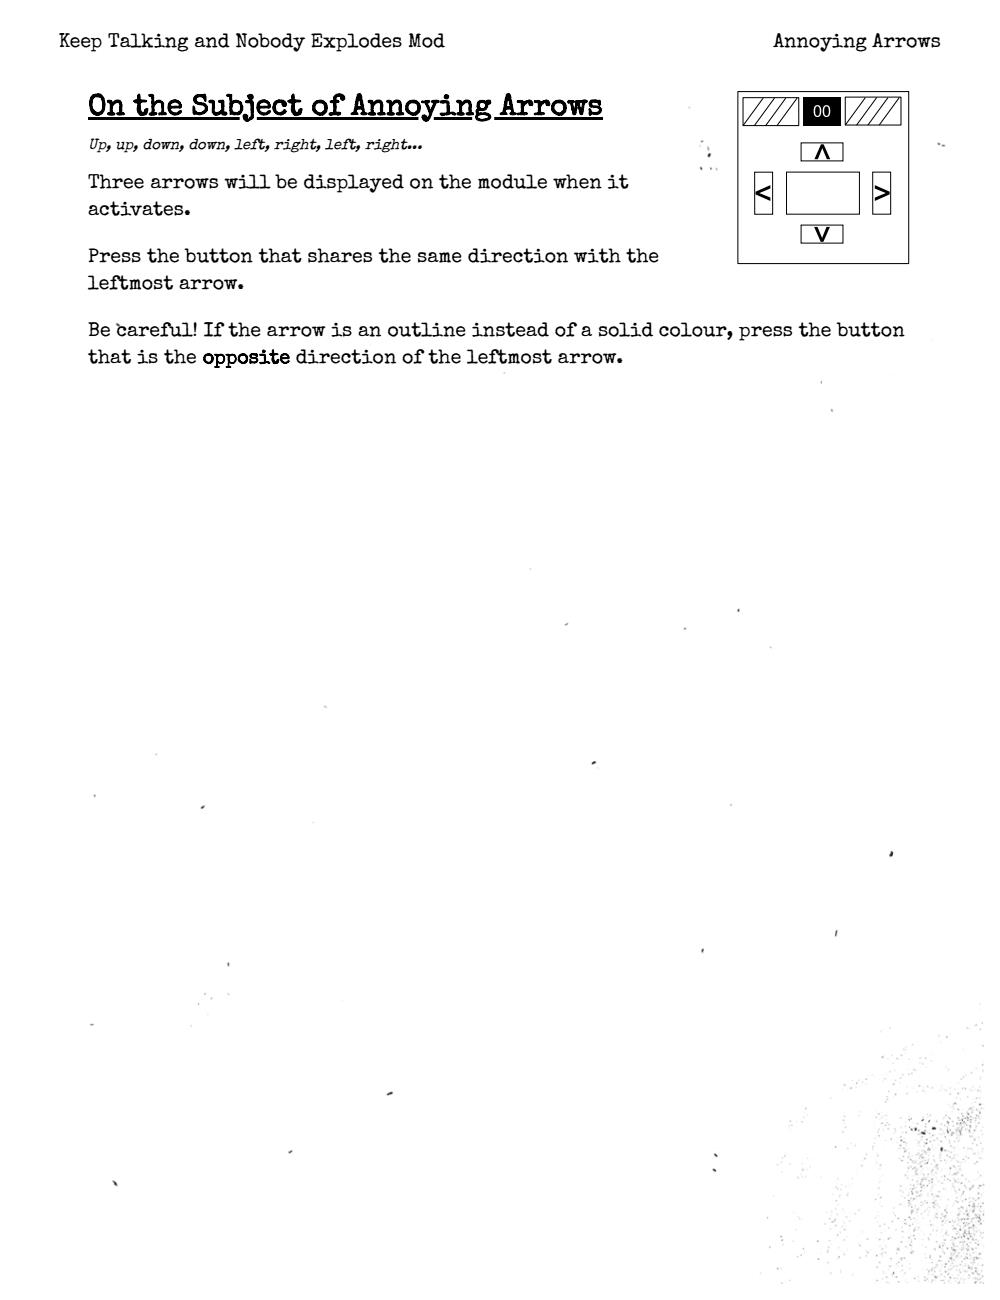 Keep Talking and Nobody Explodes Mod
Annoying Arrows
On the Subject of Annoying Arrows
Up, up, down, down, left, right, left, right...
Three arrows will be displayed on the module when it
activates.
Press the button that shares the same direction with the
leftmost arrow.
Be careful! If the arrow is an outline instead of a solid colour, press the button
that is the opposite direction of the leftmost arrow.
00